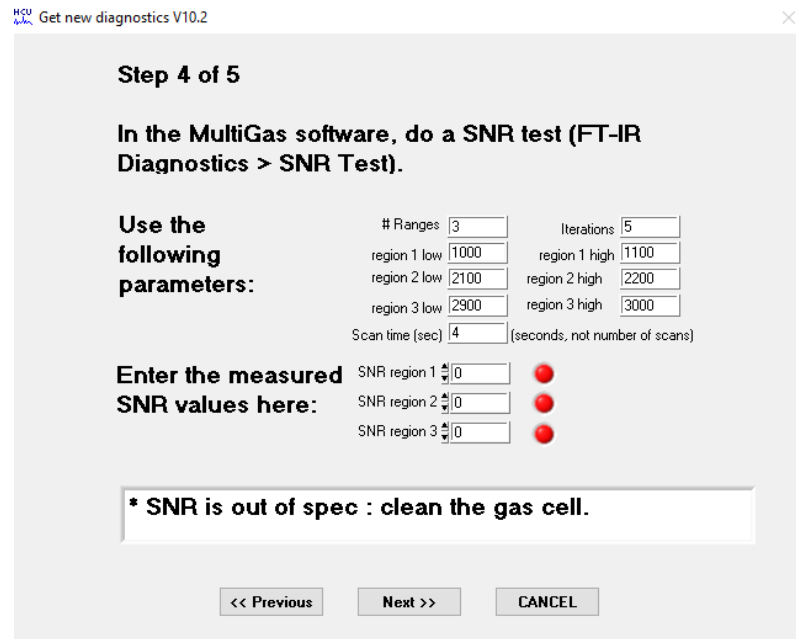 HCU Get new diagnostics V10.2
Step 4 of 5
In the MultiGas software, do a SNR test (FT-IR
Diagnostics > SNR Test).
Use the
following
parameters:
# Ranges 3 Iterations 5
region 1 low 1000 region 1 high 1100
region 2 low 2100 region 2 high 2200
region 3 low 2900 region 3 high 3000
Scan time (sec) 4 (seconds, not number of scans)
Enter the measured
SNR values here:
SNR region 1 0
SNR region 2 0
SNR region 3 0
* SNR is out of spec : clean the gas cell.
<< Previous Next >> CANCEL